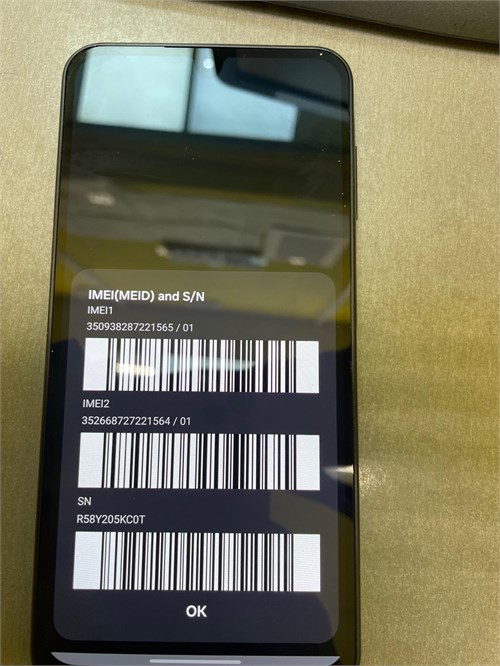 IMEI(MEID) and S/N
IMEI1
350938287221565 / 01
IMEI2
352668727221564 / 01
SN
R58Y205KC0T
OK